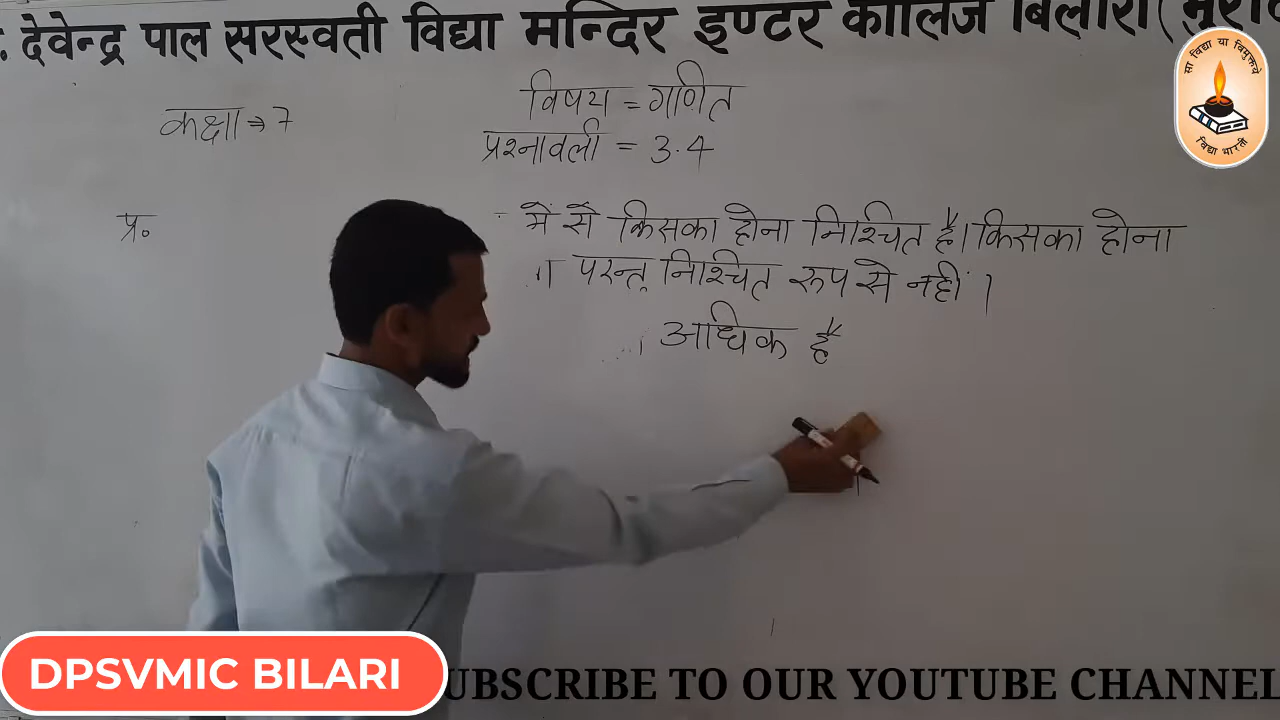 : देवेन्द्र पाल सरस्वती विद्या मन्दिर इण्टर कालिज बिलारी (मुरा
सा विद्या या विमुक्तये
विद्या भारती
विषय = गणित
कक्षा ⇒ 7
प्रश्नावली = 3.4
प्र० में से किसका होना निश्चित है। किसका होना
परन्तु निश्चित रूप से नहीं ।
अधिक है
DPSVMIC BILARI
UBSCRIBE TO OUR YOUTUBE CHANNEL